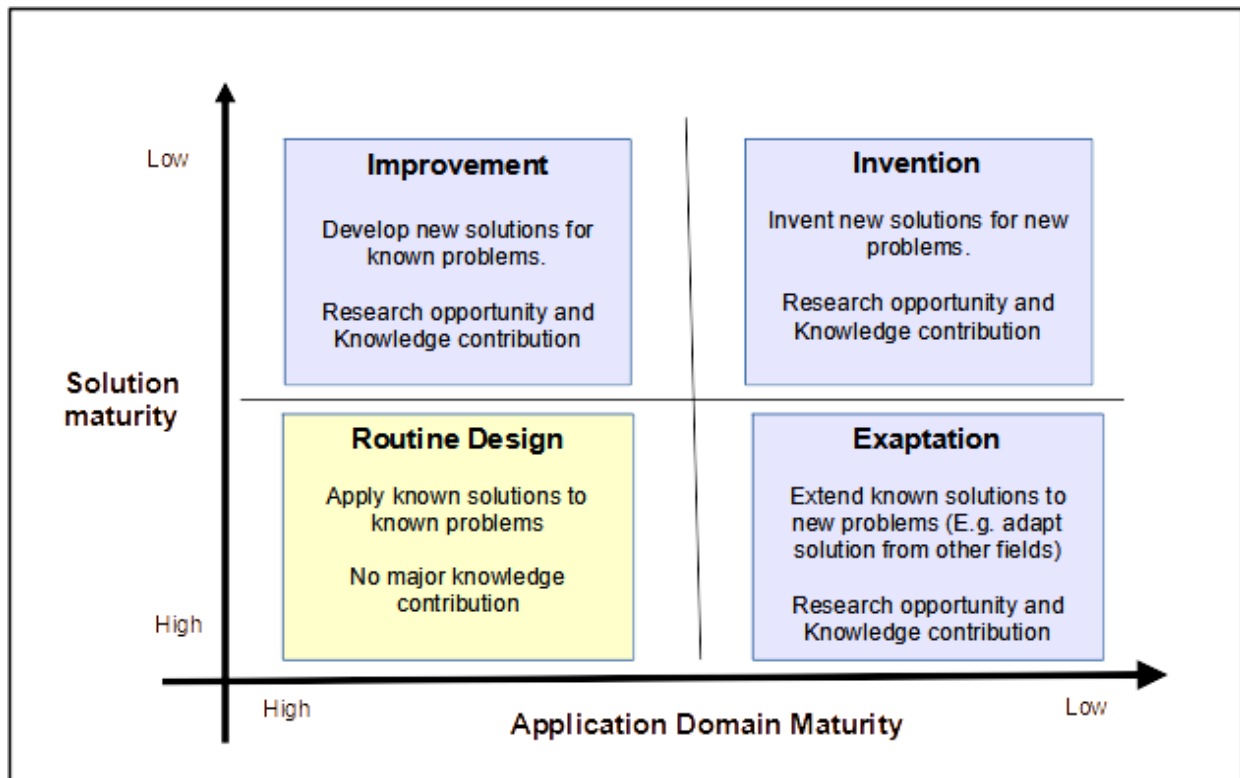 Low
Improvement
Develop new solutions for
known problems.
Research opportunity and
Knowledge contribution
Invention
Invent new solutions for new
problems.
Research opportunity and
Knowledge contribution
Solution
maturity
Routine Design
Apply known solutions to
known problems
No major knowledge
contribution
Exaptation
Extend known solutions to
new problems (E.g. adapt
solution from other fields)
Research opportunity and
Knowledge contribution
High
High
Application Domain Maturity
Low